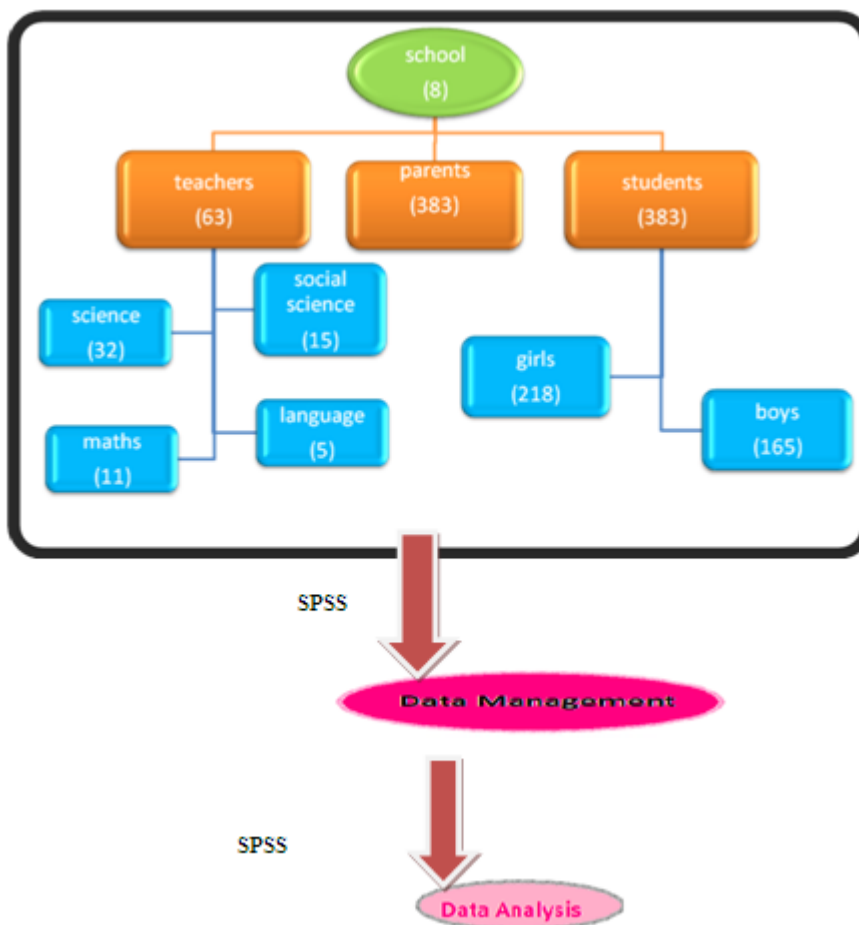 school
(8)
teachers
(63)
parents
(383)
students
(383)
science
(32)
social
science
(15)
maths
(11)
language
(5)
girls
(218)
boys
(165)
SPSS
Data Management
SPSS
Data Analysis